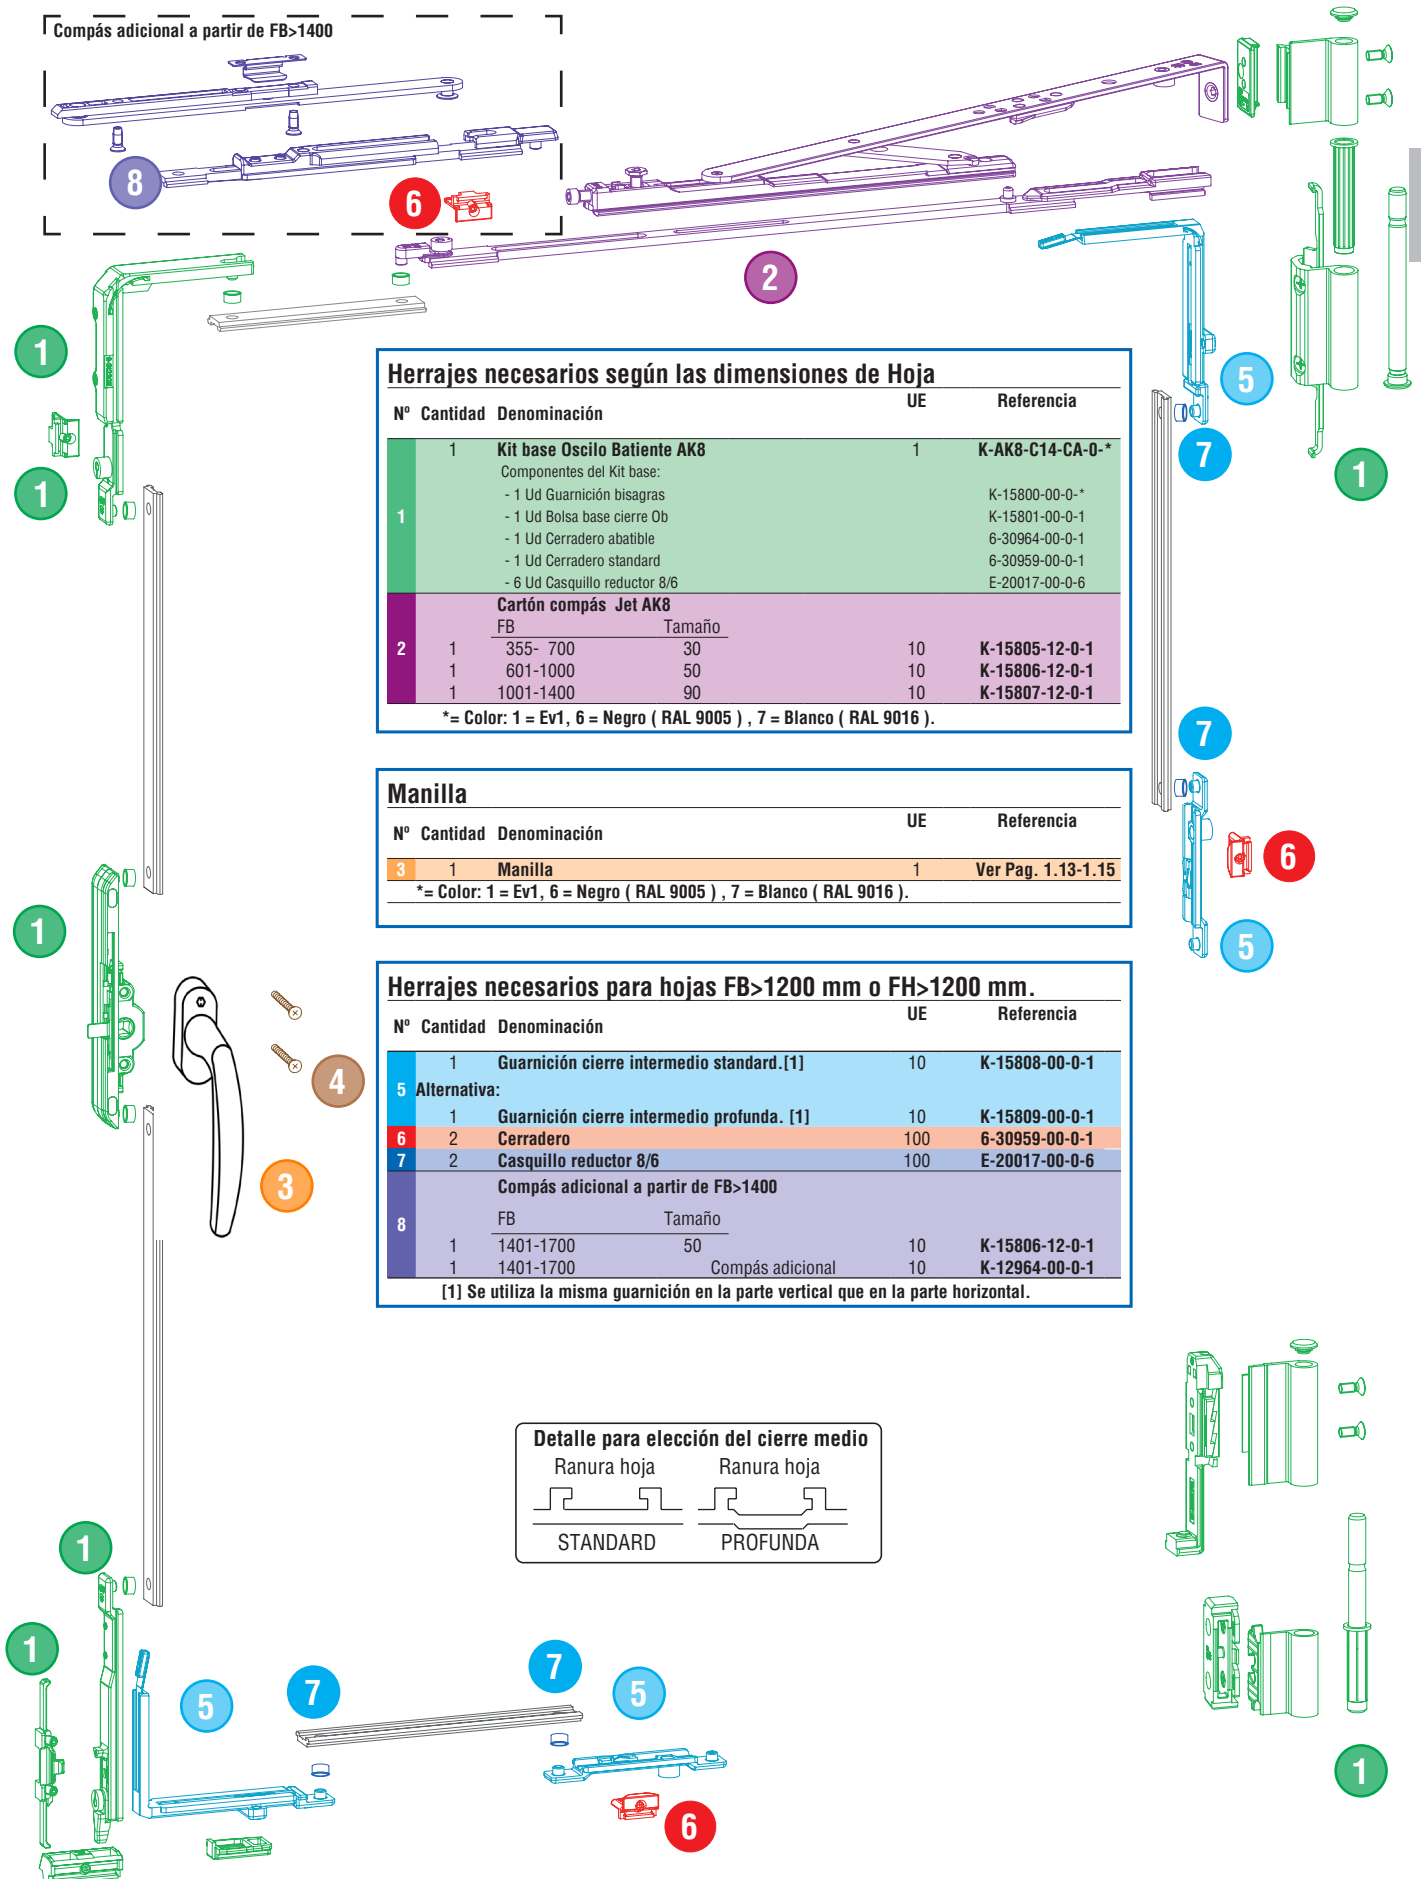 Compás adicional a partir de FB>1400
8
6
2
1
1
5
7
1
Herrajes necesarios según las dimensiones de Hoja
Nº Cantidad Denominación UE Referencia
1 Kit base Oscilo Batiente AK8 1 K-AK8-C14-CA-0-*
Componentes del Kit base:
- 1 Ud Guarnición bisagras K-15800-00-0-*
1 - 1 Ud Bolsa base cierre Ob K-15801-00-0-1
- 1 Ud Cerradero abatible 6-30964-00-0-1
- 1 Ud Cerradero standard 6-30959-00-0-1
- 6 Ud Casquillo reductor 8/6 E-20017-00-0-6
Cartón compás Jet AK8
FB Tamaño
2 1 355- 700 30 10 K-15805-12-0-1
1 601-1000 50 10 K-15806-12-0-1
1 1001-1400 90 10 K-15807-12-0-1
*= Color: 1 = Ev1, 6 = Negro ( RAL 9005 ) , 7 = Blanco ( RAL 9016 ).
7
Manilla
Nº Cantidad Denominación UE Referencia
3 1 Manilla 1 Ver Pag. 1.13-1.15
*= Color: 1 = Ev1, 6 = Negro ( RAL 9005 ) , 7 = Blanco ( RAL 9016 ).
6
1
5
Herrajes necesarios para hojas FB>1200 mm o FH>1200 mm.
Nº Cantidad Denominación UE Referencia
1 Guarnición cierre intermedio standard.[1] 10 K-15808-00-0-1
5 Alternativa:
1 Guarnición cierre intermedio profunda. [1] 10 K-15809-00-0-1
6 2 Cerradero 100 6-30959-00-0-1
7 2 Casquillo reductor 8/6 100 E-20017-00-0-6
Compás adicional a partir de FB>1400
8 FB Tamaño
1 1401-1700 50 10 K-15806-12-0-1
1 1401-1700 Compás adicional 10 K-12964-00-0-1
[1] Se utiliza la misma guarnición en la parte vertical que en la parte horizontal.
4
3
Detalle para elección del cierre medio
Ranura hoja Ranura hoja
STANDARD PROFUNDA
1
1
5
7
7
5
6
1